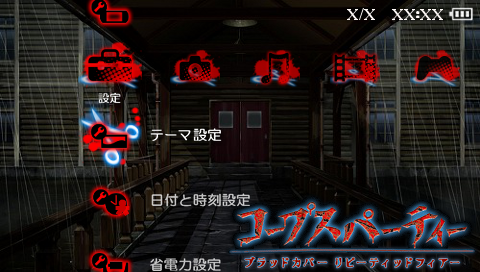 X/X XX:XX
設定
テーマ設定
日付と時刻設定
コープスパーティー
ブラッドカバー リピーティッドフィアー
省電力設定